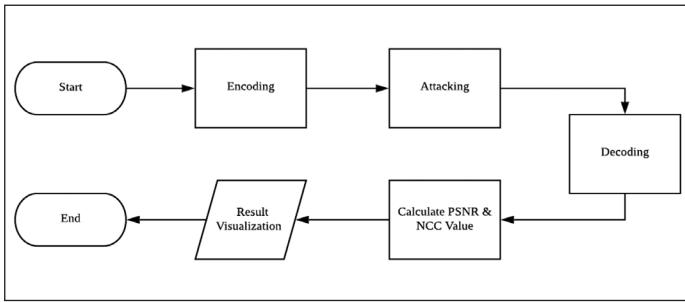 Start
Encoding
Attacking
Decoding
Calculate PSNR &
NCC Value
Result
Visualization
End